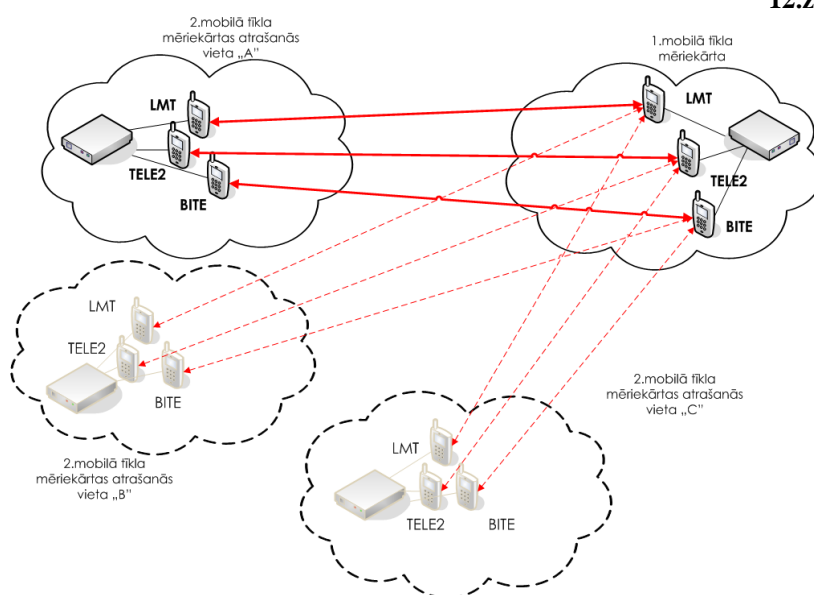 12.z
2.mobilā tīkla
mēriekārtas atrašanās
vieta „A"
1.mobilā tīkla
mēriekārta
LMT
TELE2
BITE
LMT
TELE2
BITE
LMT
TELE2
BITE
2.mobilā tīkla
mēriekārtas atrašanās
vieta „B"
2.mobilā tīkla
mēriekārtas atrašanās
vieta „C"
LMT
TELE2
BITE